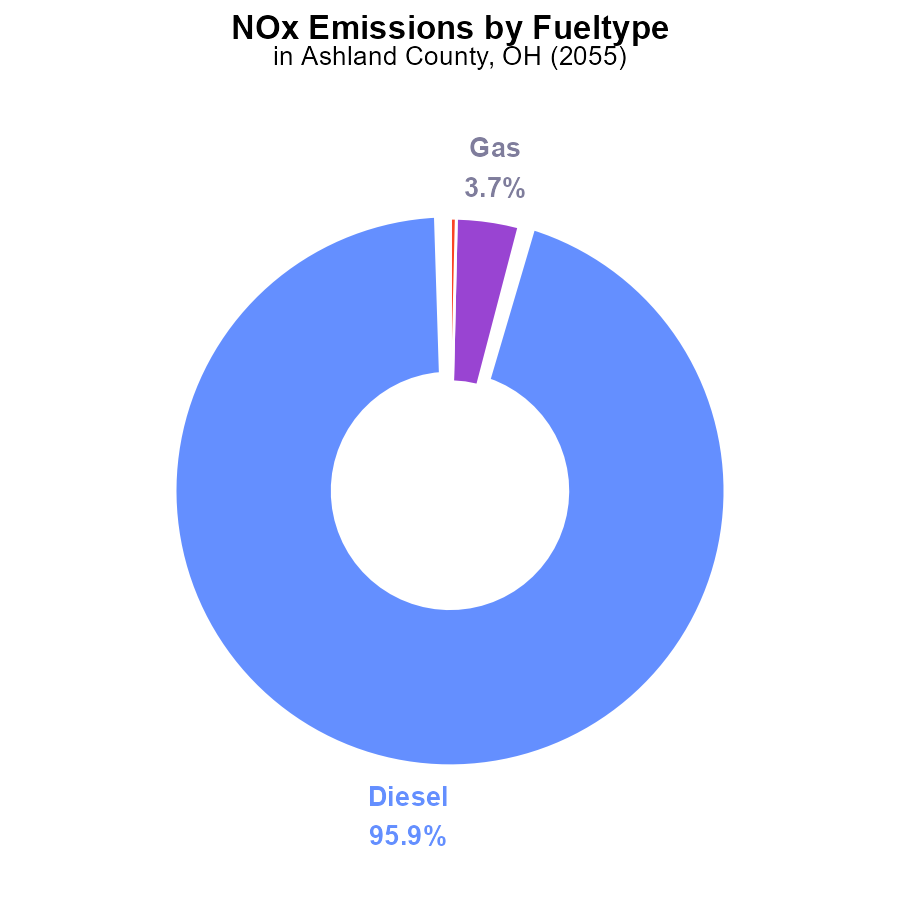 NOx Emissions by Fueltype
in Ashland County, OH (2055)
Gas
3.7%
Diesel
95.9%